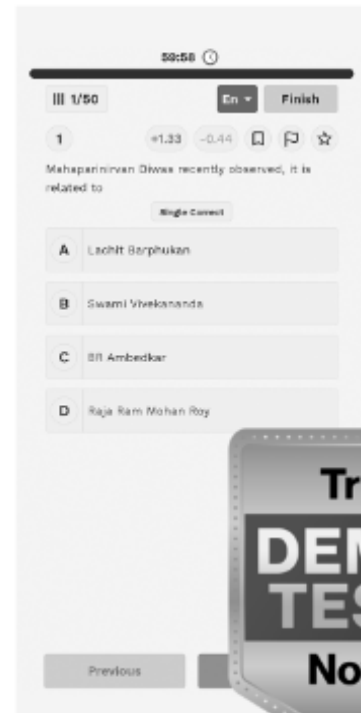 59:58
1/50 En Finish
1 +1.33 -0.44
Mahaparinirvan Diwas recently observed, it is
related to
Single Correct
A Lachit Barphukan
B Swami Vivekananda
C BR Ambedkar
D Raja Ram Mohan Roy
Previous
Tr
DEM
TES
No